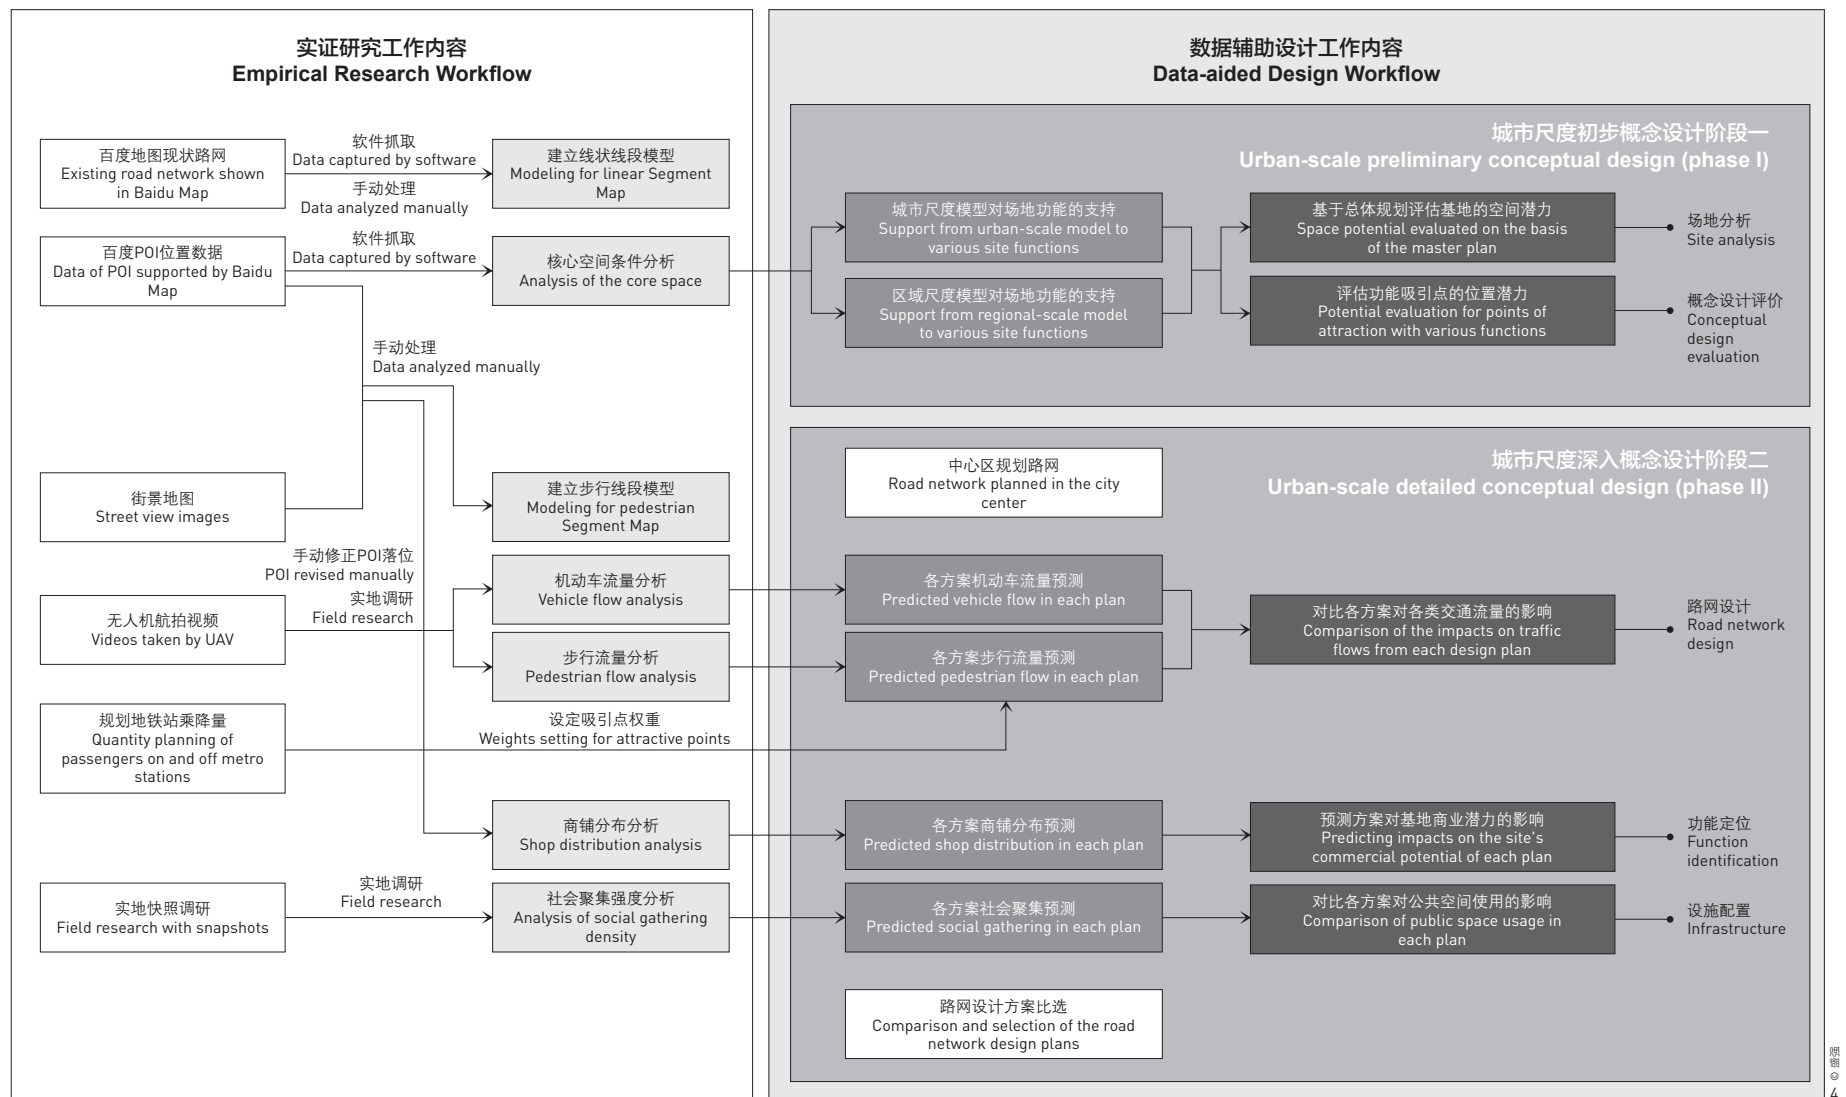 实证研究工作内容
Empirical Research Workflow
百度地图现状路网
Existing road network shown
in Baidu Map
软件抓取
Data captured by software
手动处理
Data analyzed manually
建立线状线段模型
Modeling for linear Segment
Map
百度POI位置数据
Data of POI supported by Baidu
Map
软件抓取
Data captured by software
核心空间条件分析
Analysis of the core space
手动处理
Data analyzed manually
街景地图
Street view images
建立步行线段模型
Modeling for pedestrian
Segment Map
手动修正POI落位
POI revised manually
实地调研
Field research
无人机航拍视频
Videos taken by UAV
机动车流量分析
Vehicle flow analysis
步行流量分析
Pedestrian flow analysis
规划地铁站乘降量
Quantity planning of
passengers on and off metro
stations
设定吸引点权重
Weights setting for attractive points
商铺分布分析
Shop distribution analysis
实地快照调研
Field research with snapshots
实地调研
Field research
社会聚集强度分析
Analysis of social gathering
density
数据辅助设计工作内容
Data-aided Design Workflow
城市尺度初步概念设计阶段一
Urban-scale preliminary conceptual design (phase I)
城市尺度模型对场地功能的支持
Support from urban-scale model to
various site functions
区域尺度模型对场地功能的支持
Support from regional-scale model
to various site functions
基于总体规划评估基地的空间潜力
Space potential evaluated on the basis
of the master plan
评估功能吸引点的位置潜力
Potential evaluation for points of
attraction with various functions
场地分析
Site analysis
概念设计评价
Conceptual
design
evaluation
城市尺度深入概念设计阶段二
Urban-scale detailed conceptual design (phase II)
中心区规划路网
Road network planned in the city
center
各方案机动车流量预测
Predicted vehicle flow in each plan
各方案步行流量预测
Predicted pedestrian flow in each plan
对比各方案对各类交通流量的影响
Comparison of the impacts on traffic
flows from each design plan
路网设计
Road network
design
各方案商铺分布预测
Predicted shop distribution in each plan
预测方案对基地商业潜力的影响
Predicting impacts on the site's
commercial potential of each plan
功能定位
Function
identification
各方案社会聚集预测
Predicted social gathering in each plan
对比各方案对公共空间使用的影响
Comparison of public space usage in
each plan
设施配置
Infrastructure
路网设计方案比选
Comparison and selection of the road
network design plans
© 盛强
4